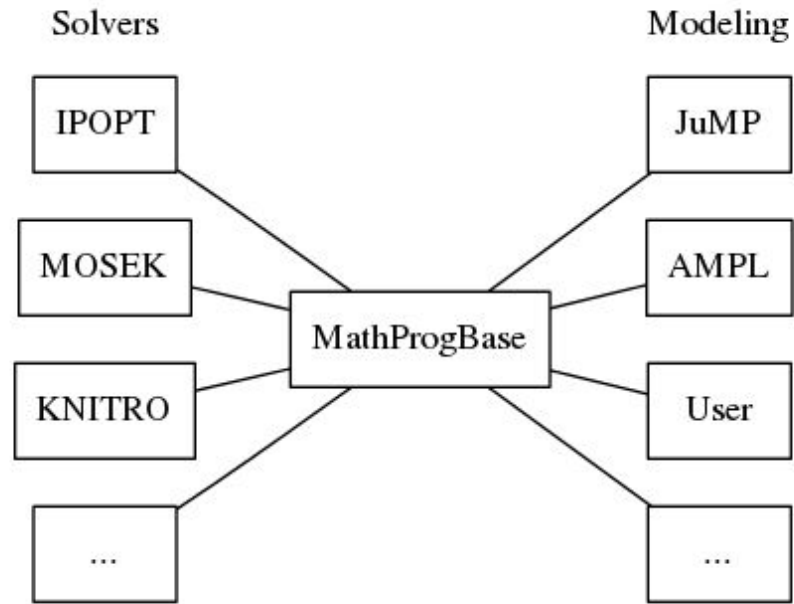 Solvers
Modeling
IPOPT
JuMP
MOSEK
AMPL
MathProgBase
KNITRO
User
...
...